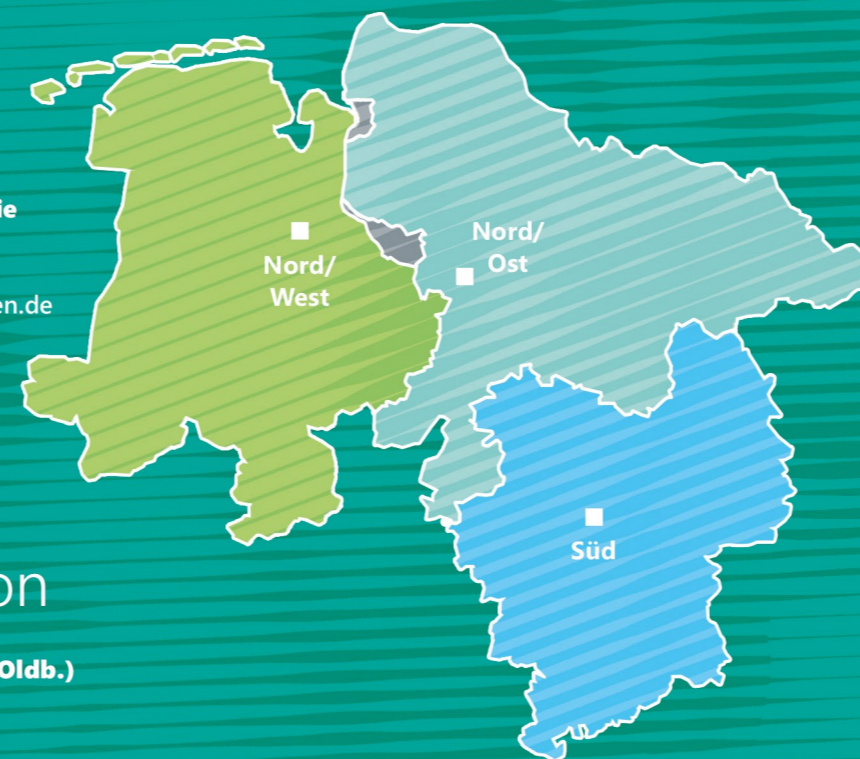 ie
en.de
Nord/
West
Nord/
Ost
Süd
on
Oldb.)